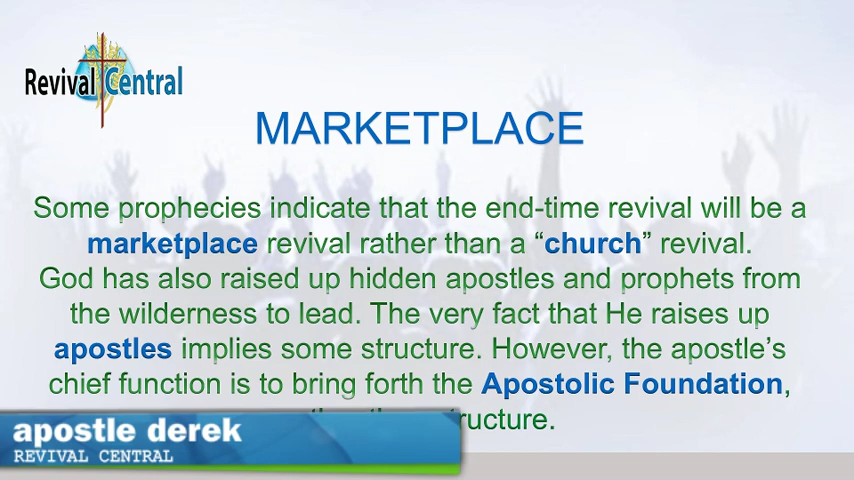 Revival Central
MARKETPLACE
Some prophecies indicate that the end-time revival will be a
marketplace revival rather than a “church” revival.
God has also raised up hidden apostles and prophets from
the wilderness to lead. The very fact that He raises up
apostles implies some structure. However, the apostle’s
chief function is to bring forth the Apostolic Foundation,
structure.
apostle derek
REVIVAL CENTRAL